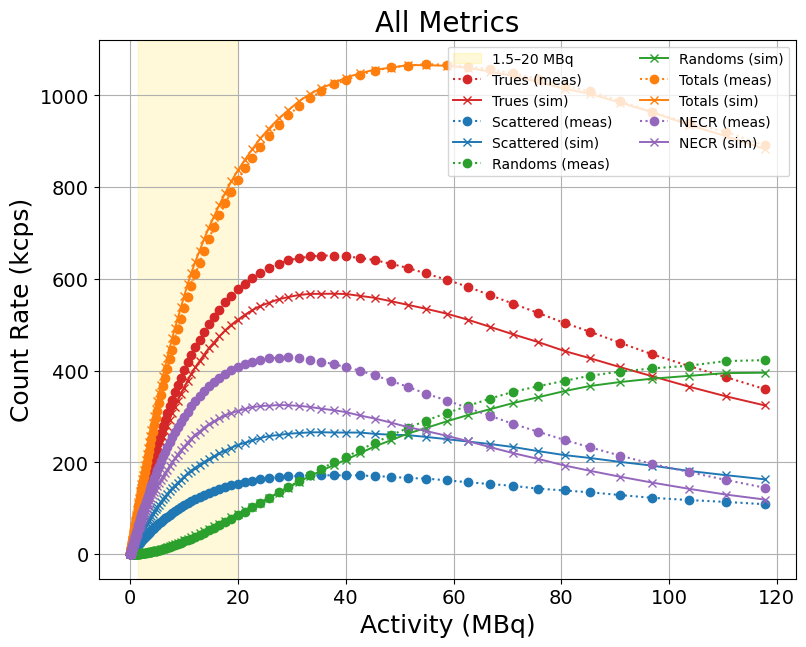 All Metrics
Count Rate (kcps)
1000
800
600
400
200
0
1.5–20 MBq
Trues (meas)
Trues (sim)
Scattered (meas)
Scattered (sim)
Randoms (meas)
Randoms (sim)
Totals (meas)
Totals (sim)
NECR (meas)
NECR (sim)
0 20 40 60 80 100 120
Activity (MBq)